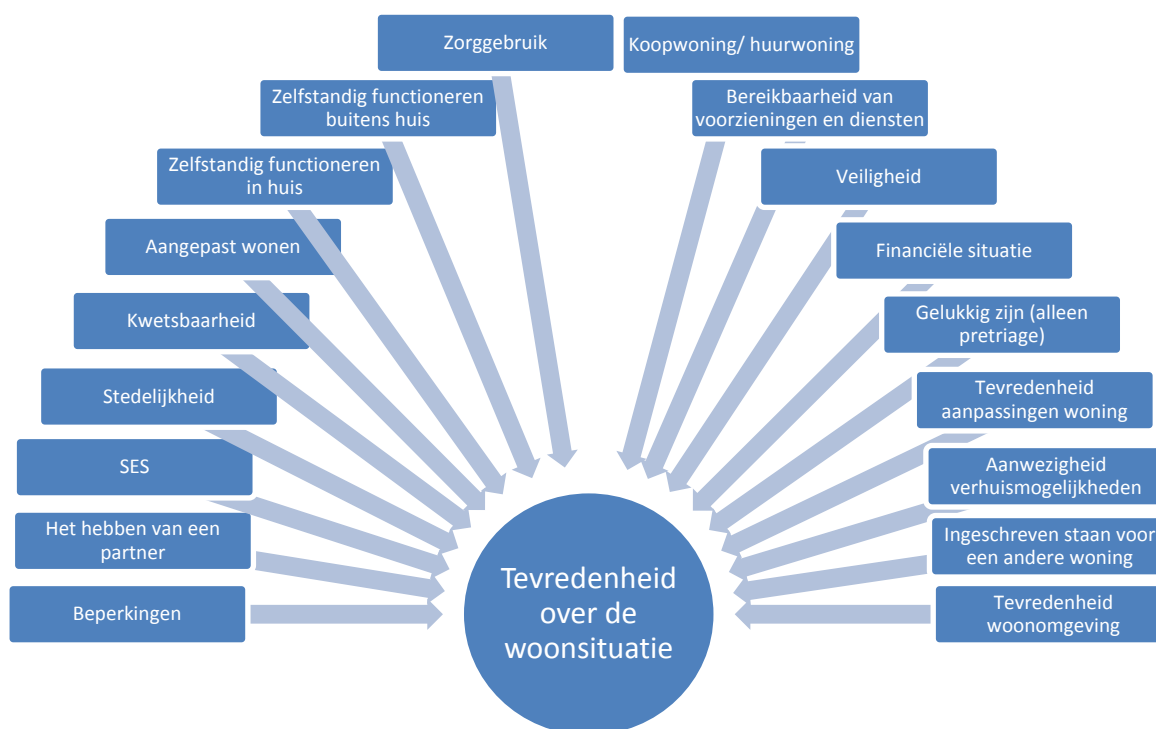 Zorggebruik
Koopwoning/ huurwoning
Zelfstandig functioneren
buitens huis
Bereikbaarheid van
voorzieningen en diensten
Zelfstandig functioneren
in huis
Veiligheid
Aangepast wonen
Financiële situatie
Kwetsbaarheid
Gelukkig zijn (alleen
pretriage)
Stedelijkheid
Tevredenheid
aanpassingen woning
SES
Aanwezigheid
verhuismogelijkheden
Het hebben van een
partner
Ingeschreven staan voor
een andere woning
Beperkingen
Tevredenheid
woonomgeving
Tevredenheid
over de
woonsituatie